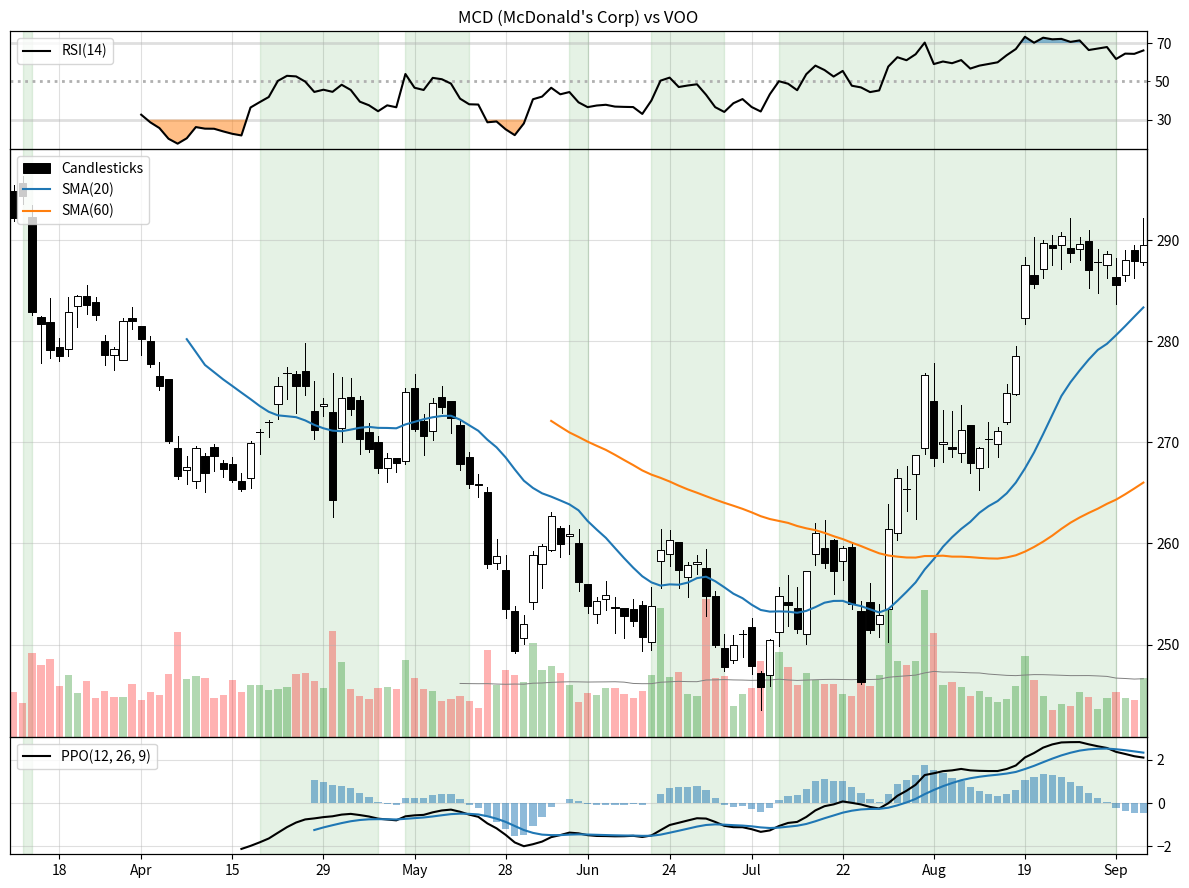 MCD (McDonald's Corp) vs VOO
RSI(14)
70
50
30
Candlesticks
SMA(20)
SMA(60)
290
280
270
260
250
PPO(12, 26, 9)
2
0
−2
18 Apr 15 29 May 28 Jun 24 Jul 22 Aug 19 Sep